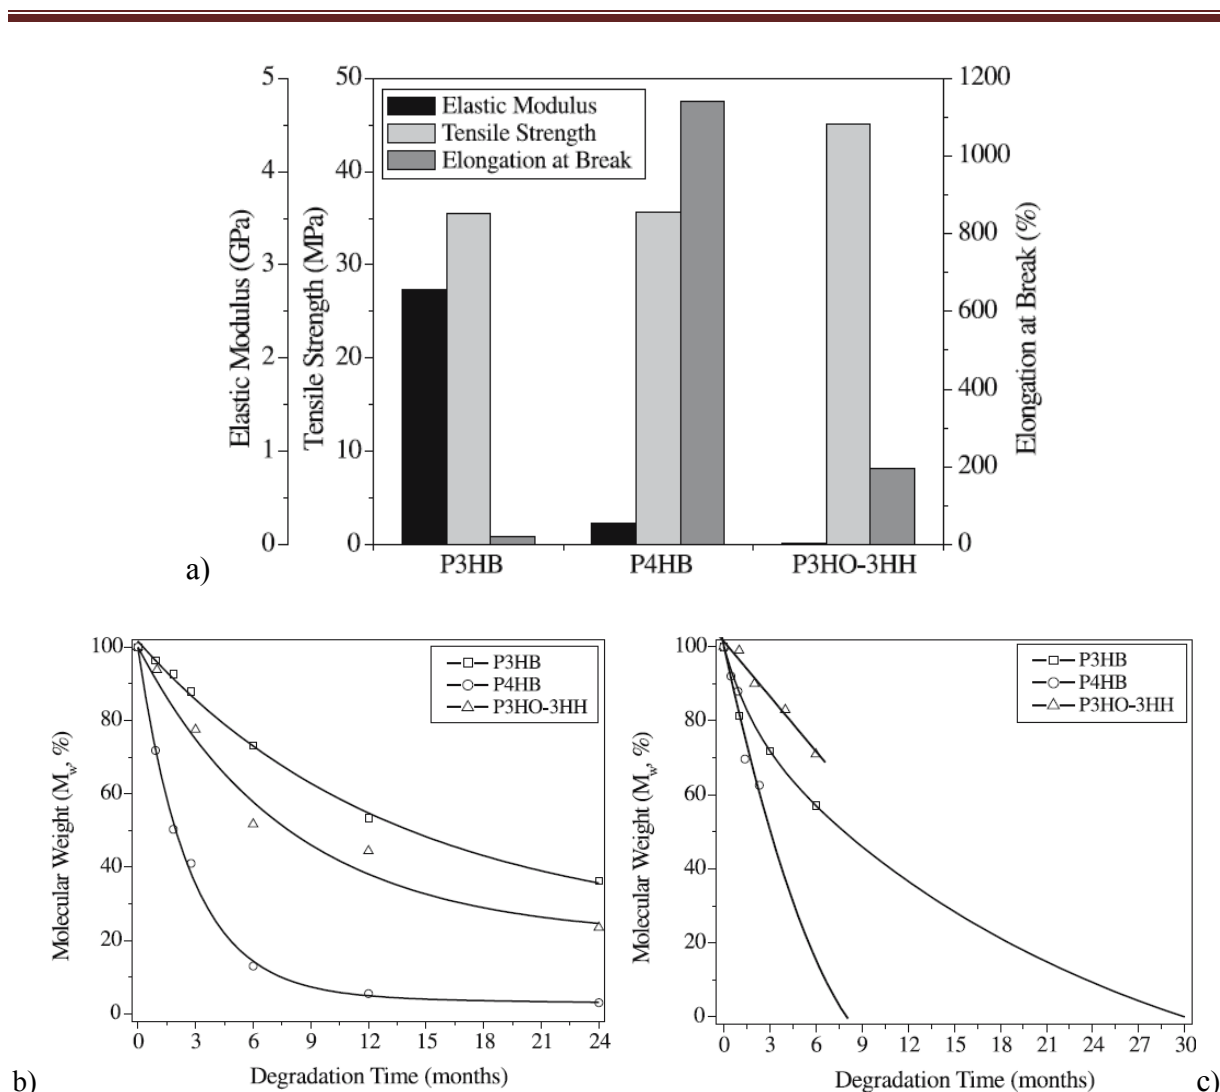 5
50
1200
Elastic Modulus
Tensile Strength
Elongation at Break
4
40
1000
800
3
30
600
2
20
400
1
10
200
0
0
0
Elastic Modulus (GPa)
Tensile Strength (MPa)
Elongation at Break (%)
P3HB P4HB P3HO-3HH
a)
100
80
60
40
20
0
Molecular Weight (Mw, %)
P3HB
P4HB
P3HO-3HH
0 3 6 9 12 15 18 21 24
Degradation Time (months)
b)
100
80
60
40
20
0
Molecular Weight (Mw, %)
P3HB
P4HB
P3HO-3HH
0 3 6 9 12 15 18 21 24 27 30
Degradation Time (months)
c)